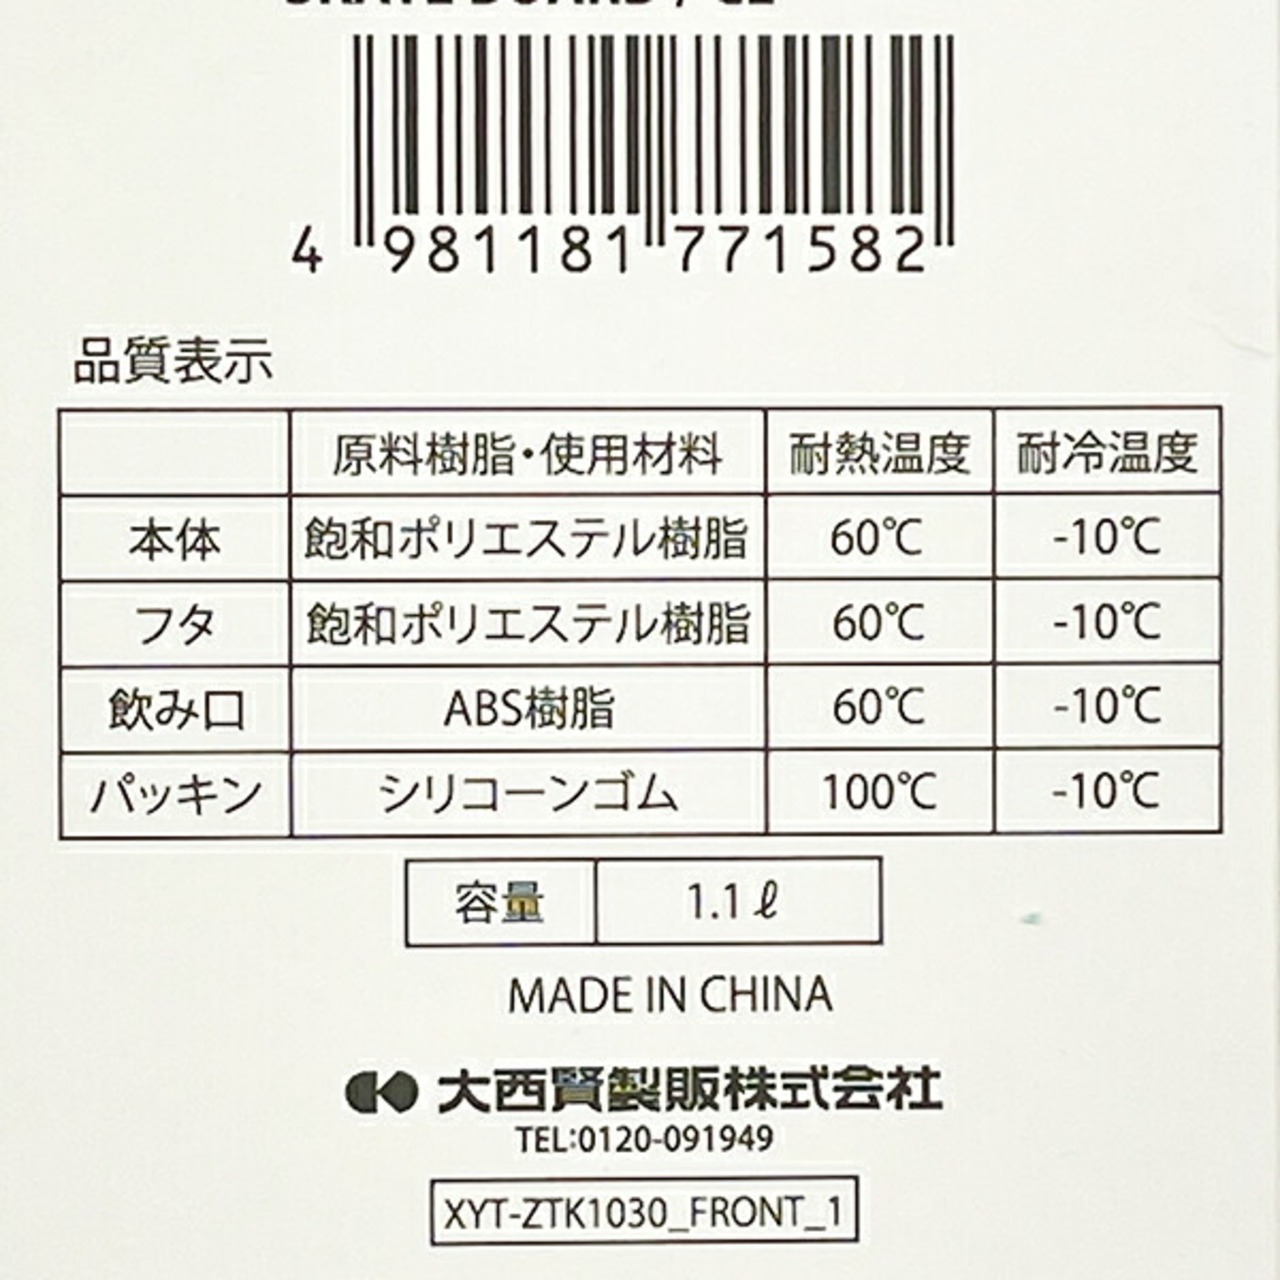 4 981181 771582
品質表示
原料樹脂・使用材料 耐熱温度 耐冷温度
本体 飽和ポリエステル樹脂 60℃ -10℃
フタ 飽和ポリエステル樹脂 60℃ -10℃
飲み口 ABS樹脂 60℃ -10℃
パッキン シリコーンゴム 100℃ -10℃
容量 1.1ℓ
MADE IN CHINA
大西賢製販株式会社
TEL:0120-091949
XYT-ZTK1030_FRONT_1